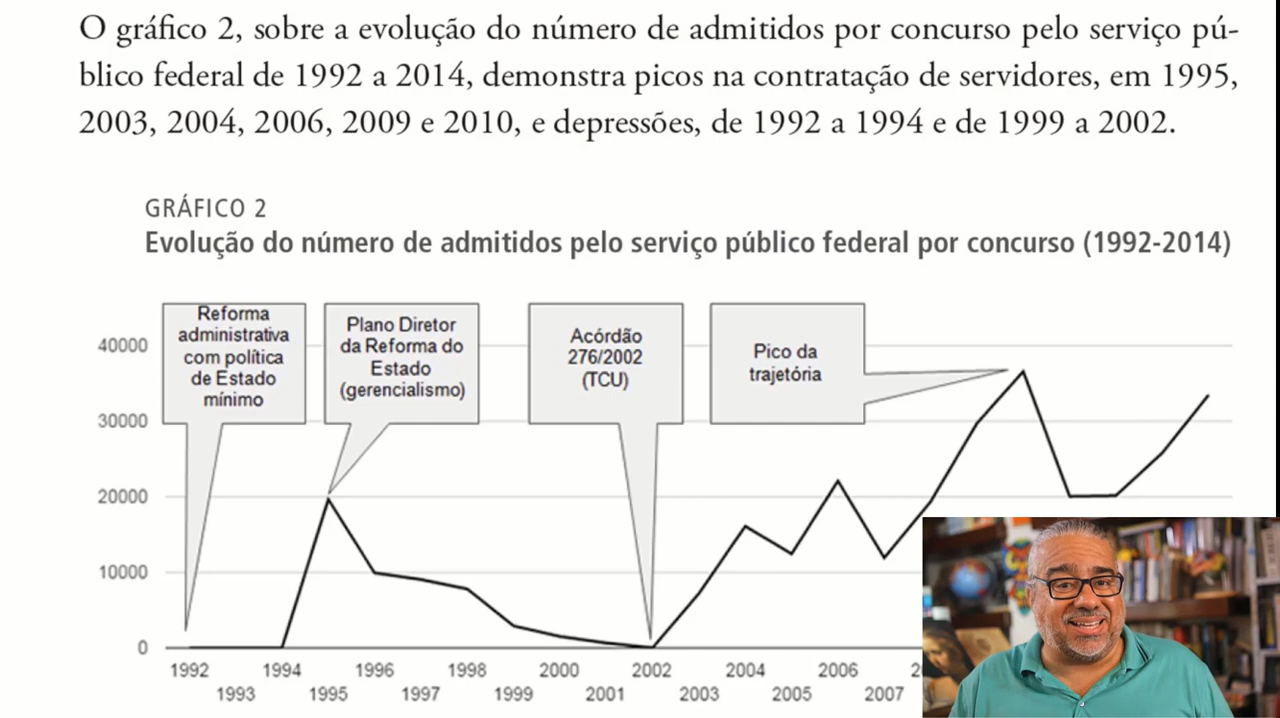 O gráfico 2, sobre a evolução do número de admitidos por concurso pelo serviço pú-
blico federal de 1992 a 2014, demonstra picos na contratação de servidores, em 1995,
2003, 2004, 2006, 2009 e 2010, e depressões, de 1992 a 1994 e de 1999 a 2002.
GRÁFICO 2
Evolução do número de admitidos pelo serviço público federal por concurso (1992-2014)
Reforma
administrativa
com política
de Estado
mínimo
Plano Diretor
da Reforma do
Estado
(gerencialismo)
Acórdão
276/2002
(TCU)
Pico da
trajetória
40000
30000
20000
10000
0
1992 1994 1996 1998 2000 2002 2004 2006
1993 1995 1997 1999 2001 2003 2005 2007